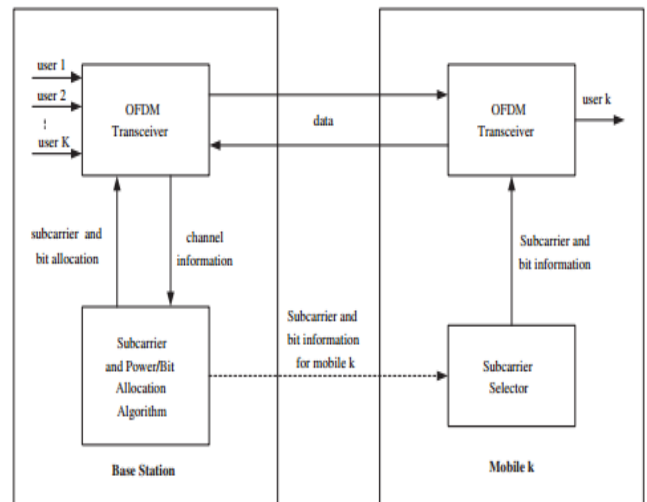 user 1
user 2
user K
OFDM
Transceiver
data
OFDM
Transceiver
user k
subcarrier and
bit allocation
channel
information
Subcarrier and
bit information
Subcarrier and
bit information
for mobile k
Subcarrier
and Power/Bit
Allocation
Algorithm
Subcarrier
Selector
Base Station
Mobile k